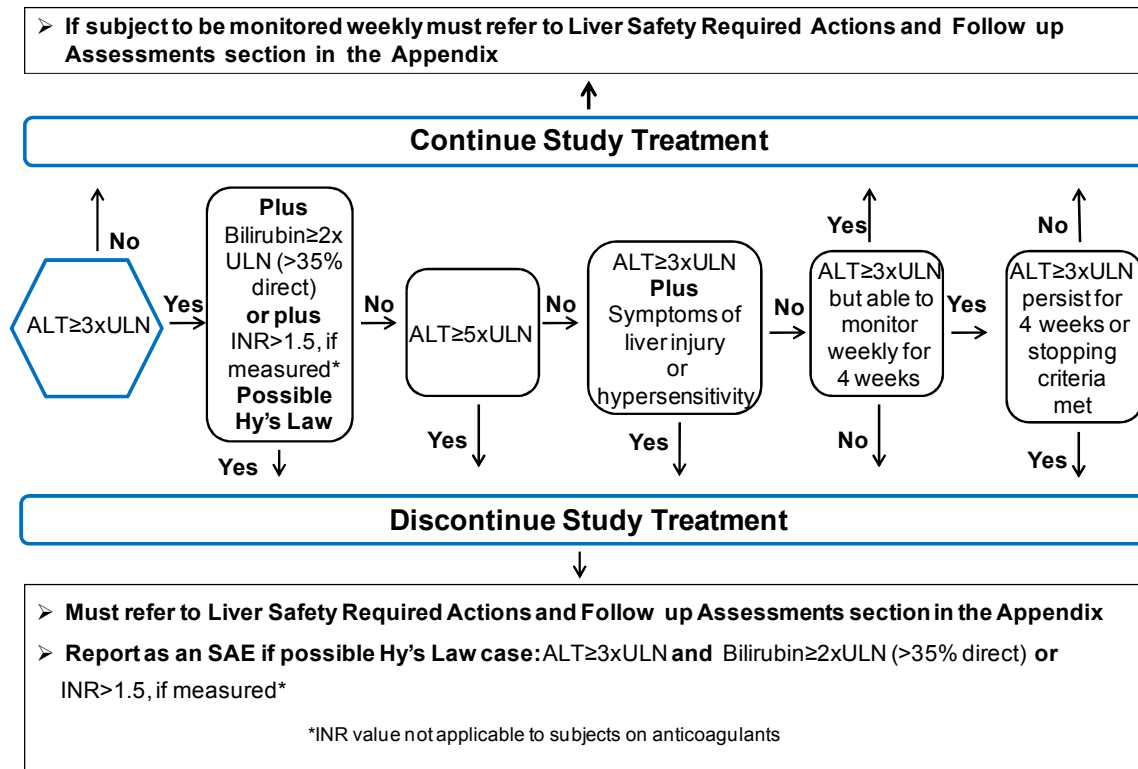 ➢ If subject to be monitored weekly must refer to Liver Safety Required Actions and Follow up
Assessments section in the Appendix
Continue Study Treatment
No
ALT≥3xULN
Yes
Plus
Bilirubin≥2x
ULN (>35%
direct)
or plus
INR>1.5, if
measured*
Possible
Hy's Law
Yes
No
ALT≥5xULN
Yes
No
ALT≥3xULN
Plus
Symptoms of
liver injury
or
hypersensitivity
Yes
No
Yes
ALT≥3xULN
but able to
monitor
weekly for
4 weeks
No
Yes
No
ALT≥3xULN
persist for
4 weeks or
stopping
criteria
met
Yes
Discontinue Study Treatment
➢ Must refer to Liver Safety Required Actions and Follow up Assessments section in the Appendix
➢ Report as an SAE if possible Hy's Law case: ALT≥3xULN and Bilirubin≥2xULN (>35% direct) or
INR>1.5, if measured*
*INR value not applicable to subjects on anticoagulants